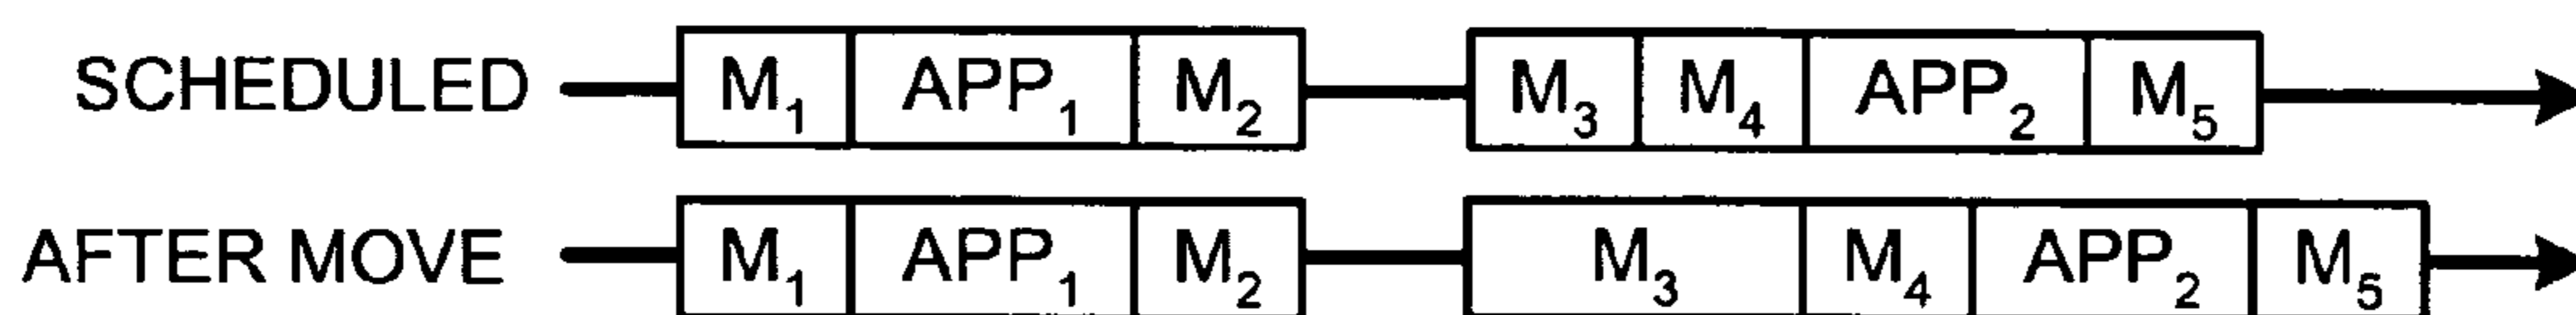 SCHEDULED M₁ APP₁ M₂ M₃ M₄ APP₂ M₅
AFTER MOVE M₁ APP₁ M₂ M₃ M₄ APP₂ M₅